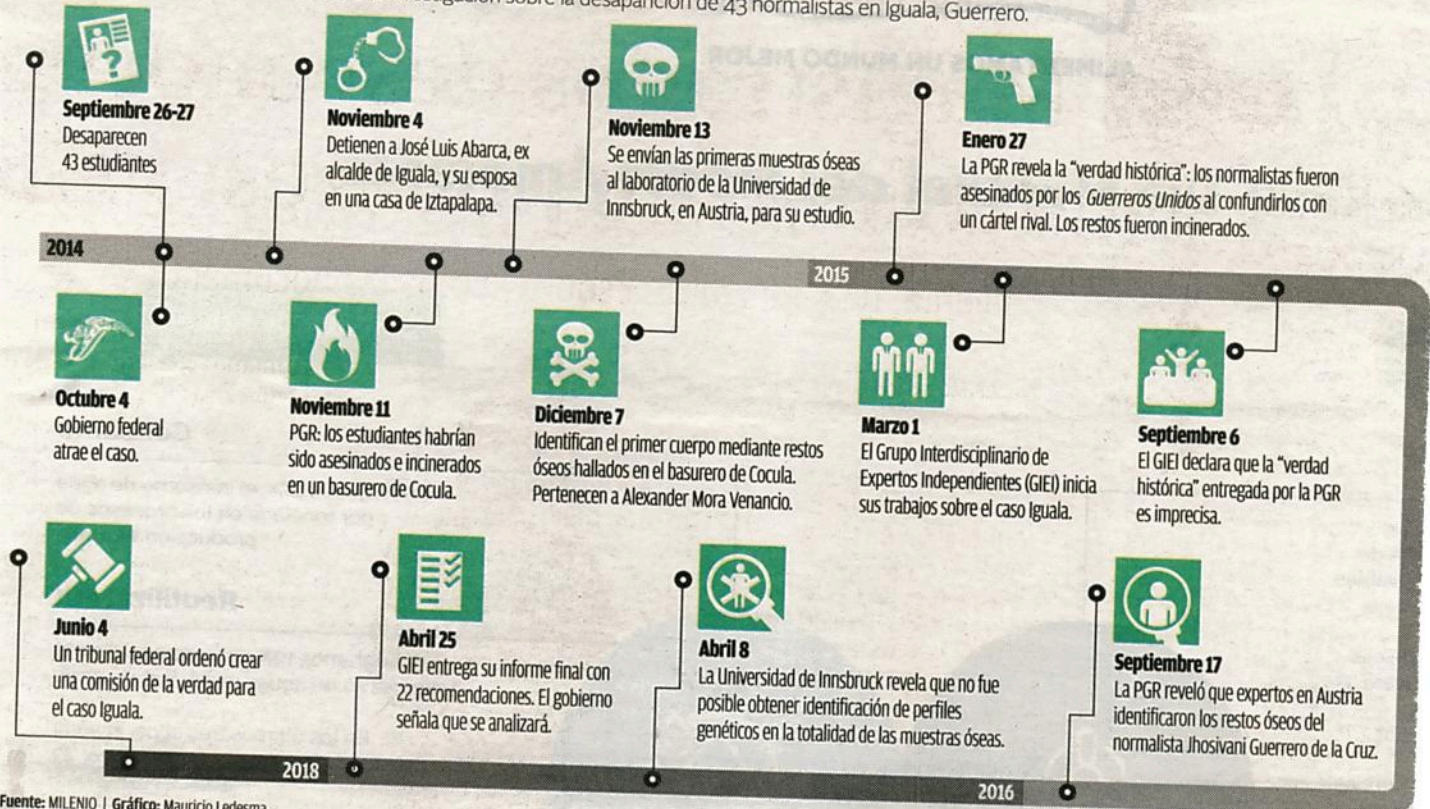 sobre la desaparición de 43 normalistas en Iguala, Guerrero.
Septiembre 26-27
Desaparecen
43 estudiantes
Noviembre 4
Detienen a José Luis Abarca, ex
alcalde de Iguala, y su esposa
en una casa de Iztapalapa.
Noviembre 13
Se envían las primeras muestras óseas
al laboratorio de la Universidad de
Innsbruck, en Austria, para su estudio.
Enero 27
La PGR revela la "verdad histórica": los normalistas fueron
asesinados por los Guerreros Unidos al confundirlos con
un cártel rival. Los restos fueron incinerados.
2014
2015
Octubre 4
Gobierno federal
atrae el caso.
Noviembre 11
PGR: los estudiantes habrían
sido asesinados e incinerados
en un basurero de Cocula.
Diciembre 7
Identifican el primer cuerpo mediante restos
óseos hallados en el basurero de Cocula.
Pertenecen a Alexander Mora Venancio.
Marzo 1
El Grupo Interdisciplinario de
Expertos Independientes (GIEI) inicia
sus trabajos sobre el caso Iguala.
Septiembre 6
El GIEI declara que la "verdad
histórica" entregada por la PGR
es imprecisa.
Junio 4
Un tribunal federal ordenó crear
una comisión de la verdad para
el caso Iguala.
Abril 25
GIEI entrega su informe final con
22 recomendaciones. El gobierno
señala que se analizará.
Abril 8
La Universidad de Innsbruck revela que no fue
posible obtener identificación de perfiles
genéticos en la totalidad de las muestras óseas.
Septiembre 17
La PGR reveló que expertos en Austria
identificaron los restos óseos del
normalista Jhosivani Guerrero de la Cruz.
2018
2016
Fuente: MILENIO | Gráfico: Mauricio Ledesma